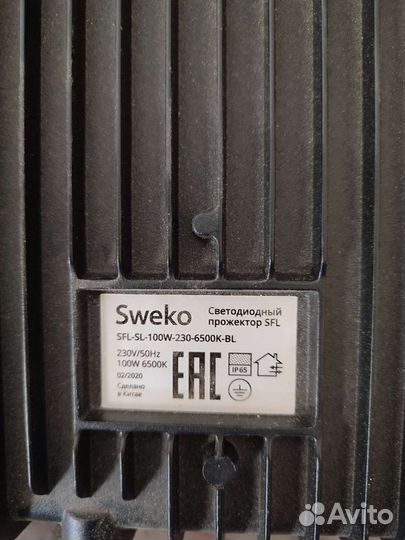 Sweko
Светодиодный
прожектор SFL
SFL-SL-100W-230-6500K-BL
230V/50Hz
100W 6500K
02/2020
Сделано
в Китае
EAC
IP65
Avito